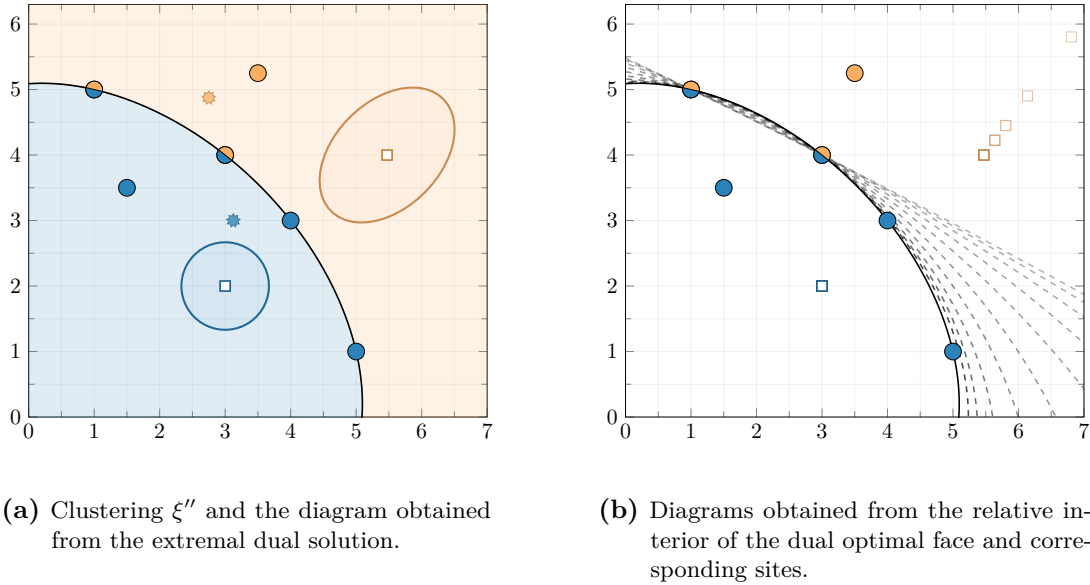 6
5
4
3
2
1
0
0 1 2 3 4 5 6 7
6
5
4
3
2
1
0
0 1 2 3 4 5 6 7
(a) Clustering ξ′′ and the diagram obtained
from the extremal dual solution.
(b) Diagrams obtained from the relative in-
terior of the dual optimal face and corre-
sponding sites.